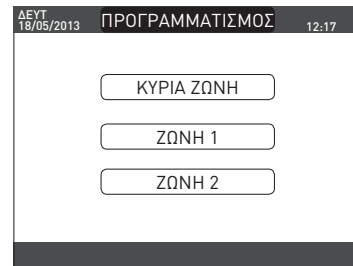 ΔΕΥΤ
18/05/2013
ΠΡΟΓΡΑΜΜΑΤΙΣΜΟΣ
12:17
ΚΥΡΙΑ ΖΩΝΗ
ΖΩΝΗ 1
ΖΩΝΗ 2